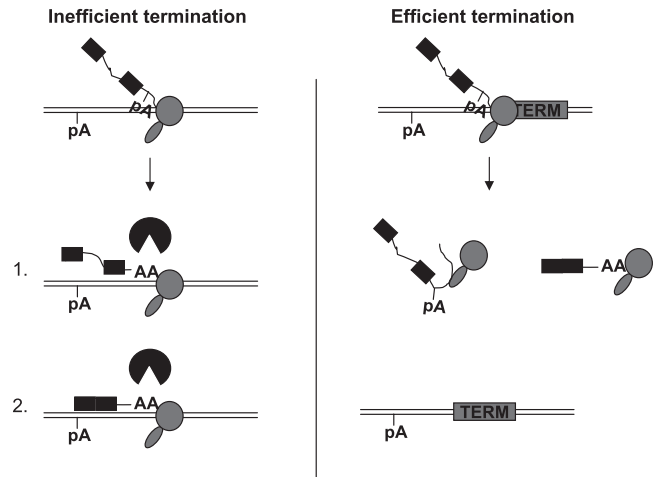 Inefficient termination
Efficient termination
pA
pA
pA
TERM
pA
1.
AA
pA
pA
AA
2.
AA
pA
TERM
pA